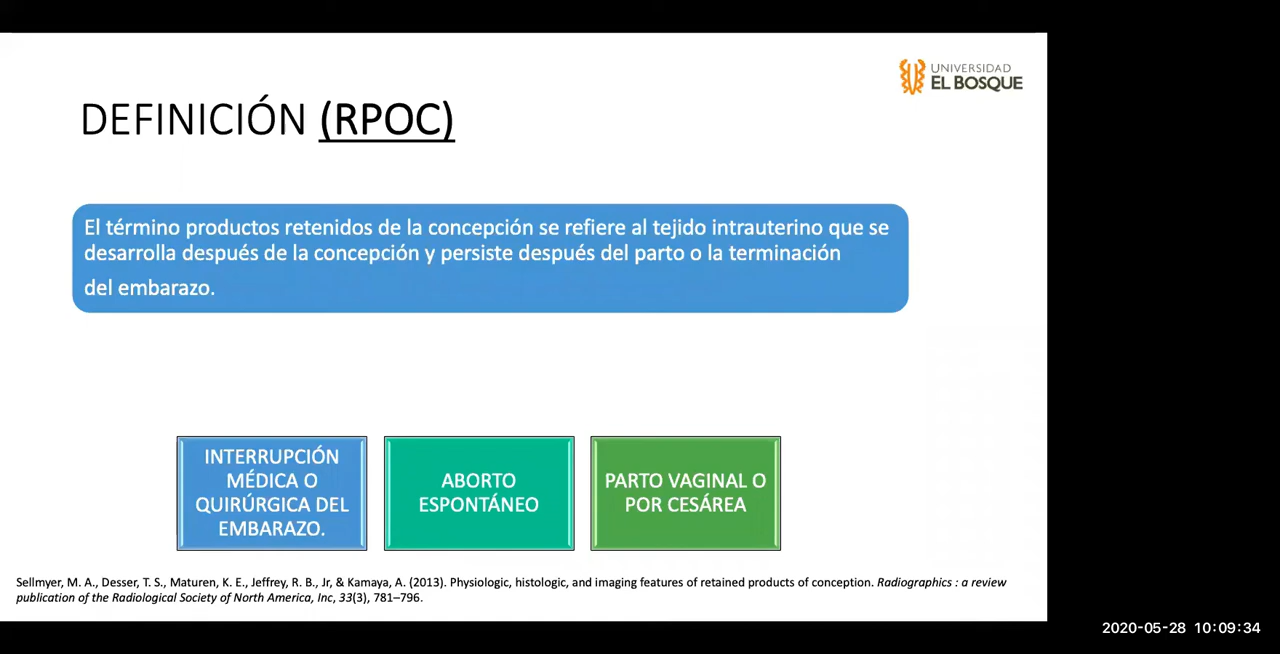 UNIVERSIDAD
EL BOSQUE
DEFINICIÓN (RPOC)
El término productos retenidos de la concepción se refiere al tejido intrauterino que se
desarrolla después de la concepción y persiste después del parto o la terminación
del embarazo.
INTERRUPCIÓN
MÉDICA O
QUIRÚRGICA DEL
EMBARAZO.
ABORTO
ESPONTÁNEO
PARTO VAGINAL O
POR CESÁREA
Sellmyer, M. A., Desser, T. S., Maturen, K. E., Jeffrey, R. B., Jr, & Kamaya, A. (2013). Physiologic, histologic, and imaging features of retained products of conception. Radiographics : a review
publication of the Radiological Society of North America, Inc, 33(3), 781–796.
2020-05-28 10:09:34